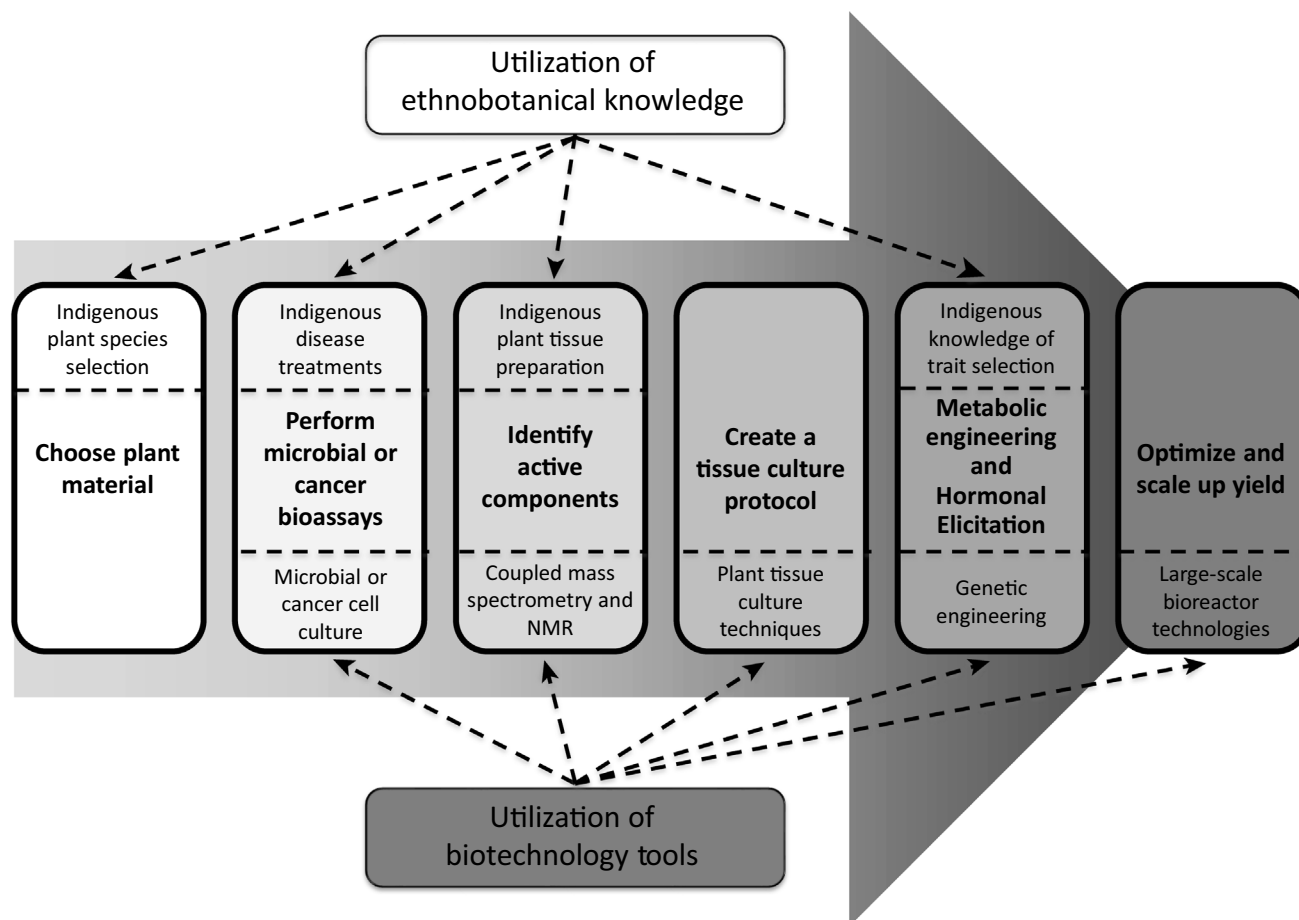 Utilization of
ethnobotanical knowledge
Indigenous
plant species
selection
Choose plant
material
Indigenous
disease
treatments
Perform
microbial or
cancer
bioassays
Microbial or
cancer cell
culture
Indigenous
plant tissue
preparation
Identify
active
components
Coupled mass
spectrometry and
NMR
Create a
tissue culture
protocol
Plant tissue
culture
techniques
Indigenous
knowledge of
trait selection
Metabolic
engineering
and
Hormonal
Elicitation
Genetic
engineering
Optimize and
scale up yield
Large-scale
bioreactor
technologies
Utilization of
biotechnology tools